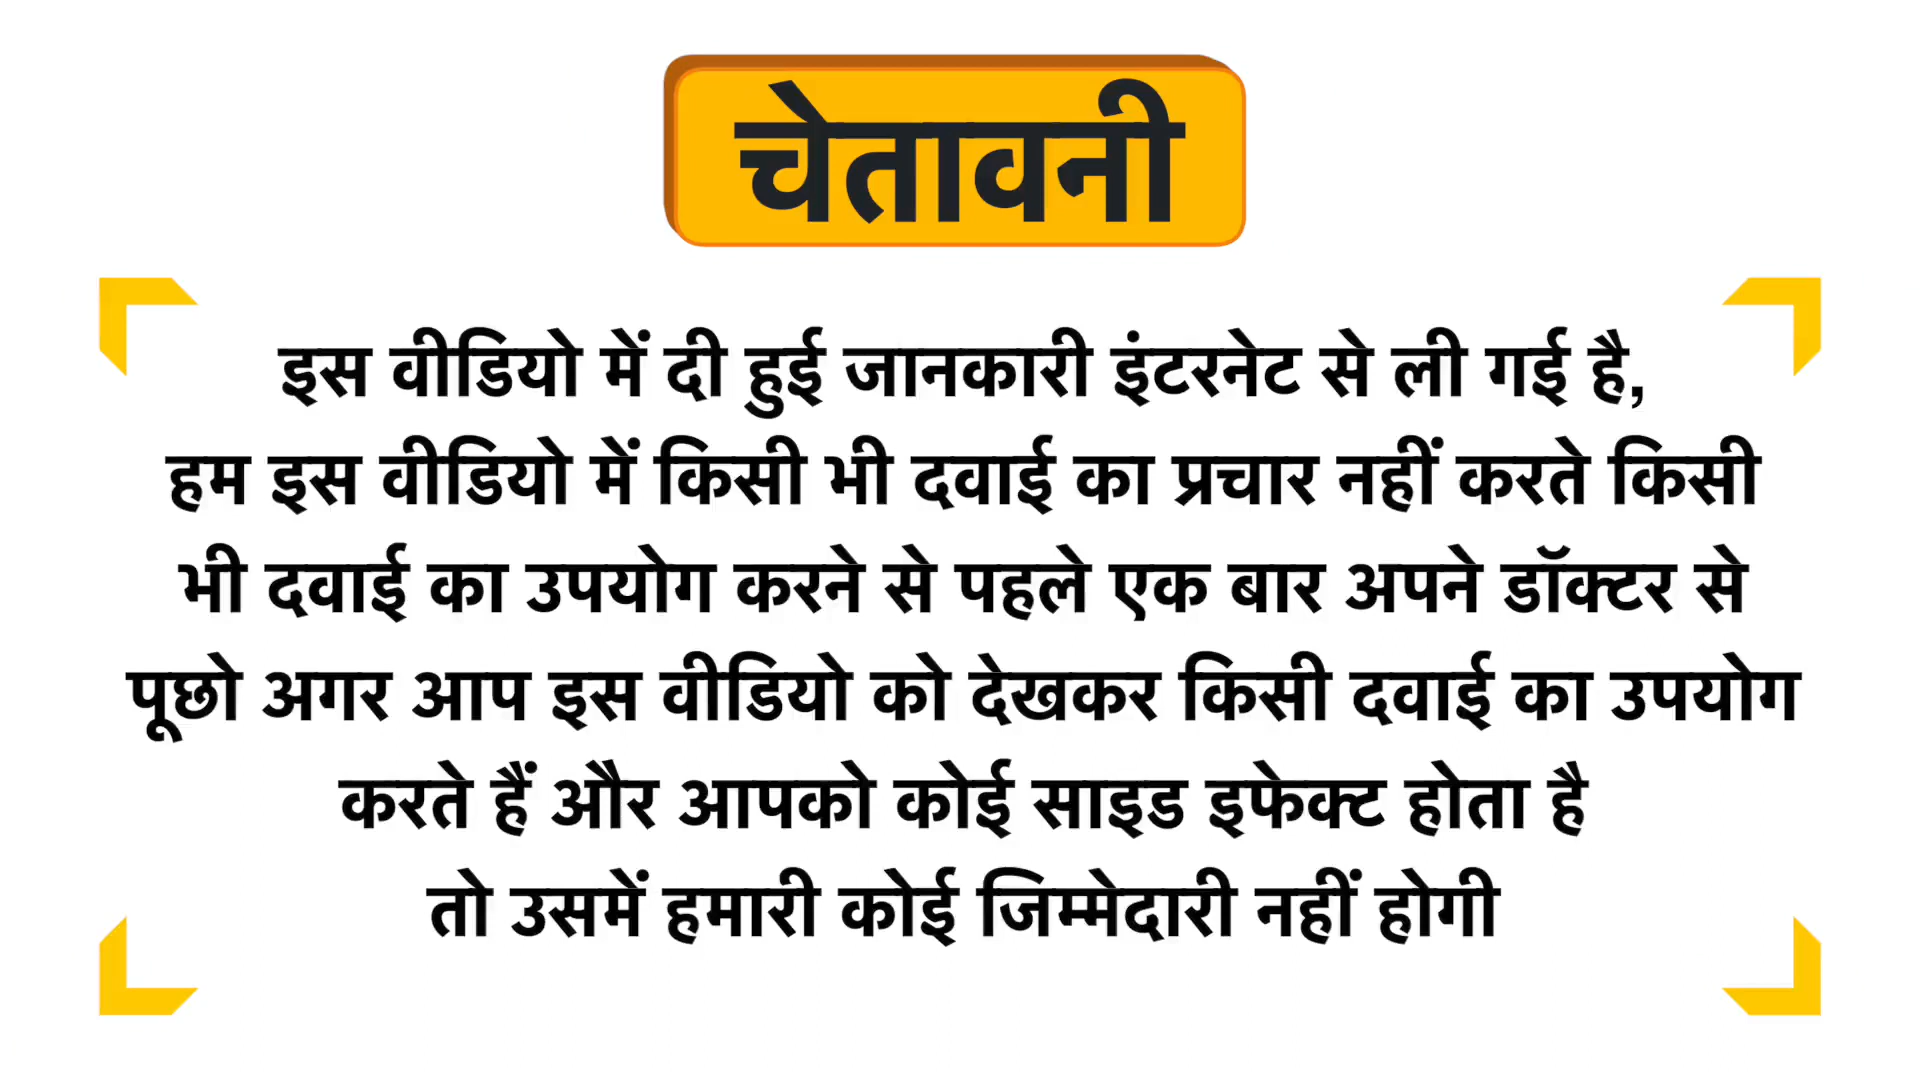 चेतावनी
इस वीडियो में दी हुई जानकारी इंटरनेट से ली गई है,
हम इस वीडियो में किसी भी दवाई का प्रचार नहीं करते किसी
भी दवाई का उपयोग करने से पहले एक बार अपने डॉक्टर से
पूछो अगर आप इस वीडियो को देखकर किसी दवाई का उपयोग
करते हैं और आपको कोई साइड इफेक्ट होता है
तो उसमें हमारी कोई जिम्मेदारी नहीं होगी